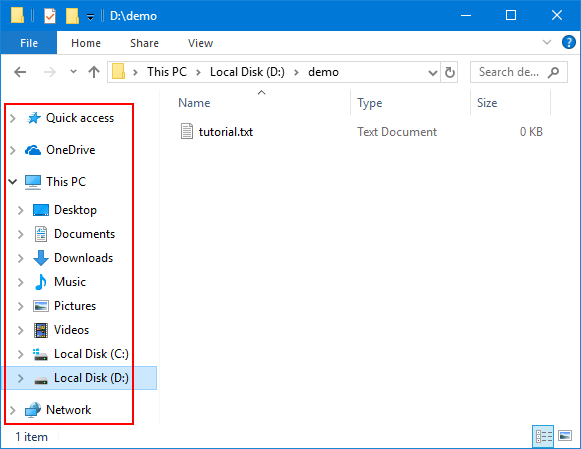 D:\demo
File Home Share View
This PC Local Disk (D:) demo
Search de...
Name Type Size
tutorial.txt Text Document 0 KB
Quick access
OneDrive
This PC
Desktop
Documents
Downloads
Music
Pictures
Videos
Local Disk (C:)
Local Disk (D:)
Network
1 item